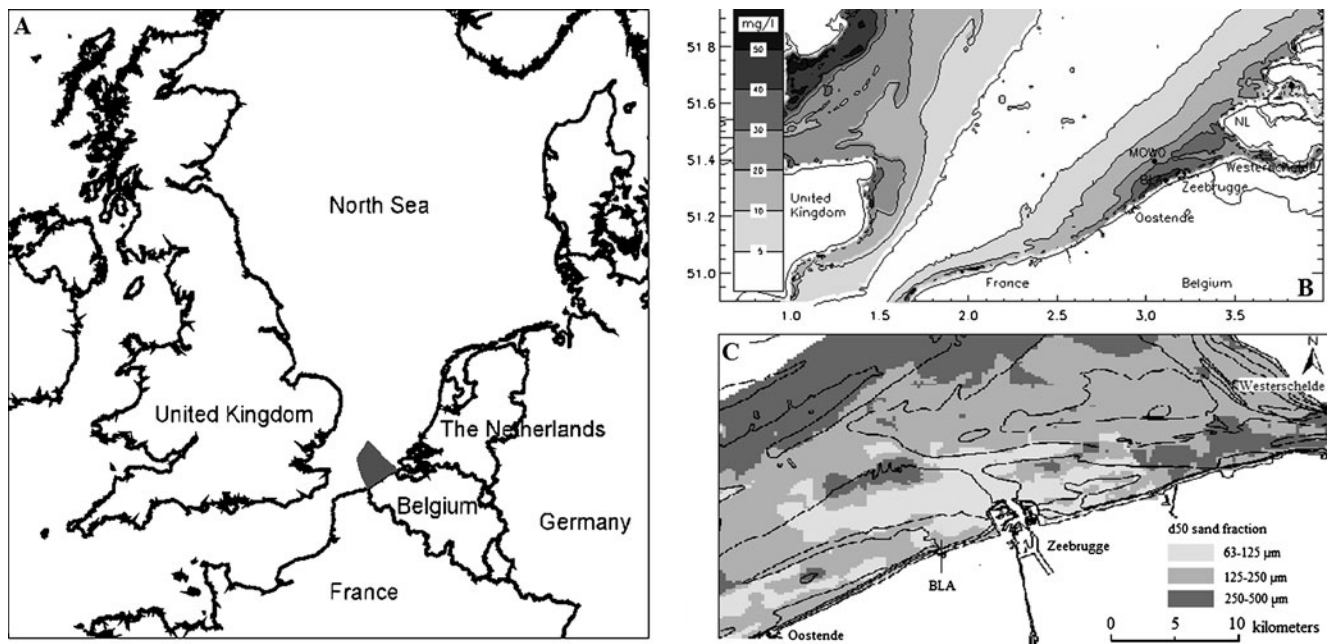 A
North Sea
United Kingdom
The Netherlands
Belgium
Germany
France
mg/l
50
40
30
20
10
5
51.8
51.6
51.4
51.2
51.0
NL
MOW0
BLA
Westerschelde
Zeebrugge
Oostende
United
Kingdom
France
Belgium
B
1.0
1.5
2.0
2.5
3.0
3.5
C
N
Westerschelde
Zeebrugge
BLA
Oostende
d50 sand fraction
63-125 µm
125-250 µm
250-500 µm
0 5 10 kilometers